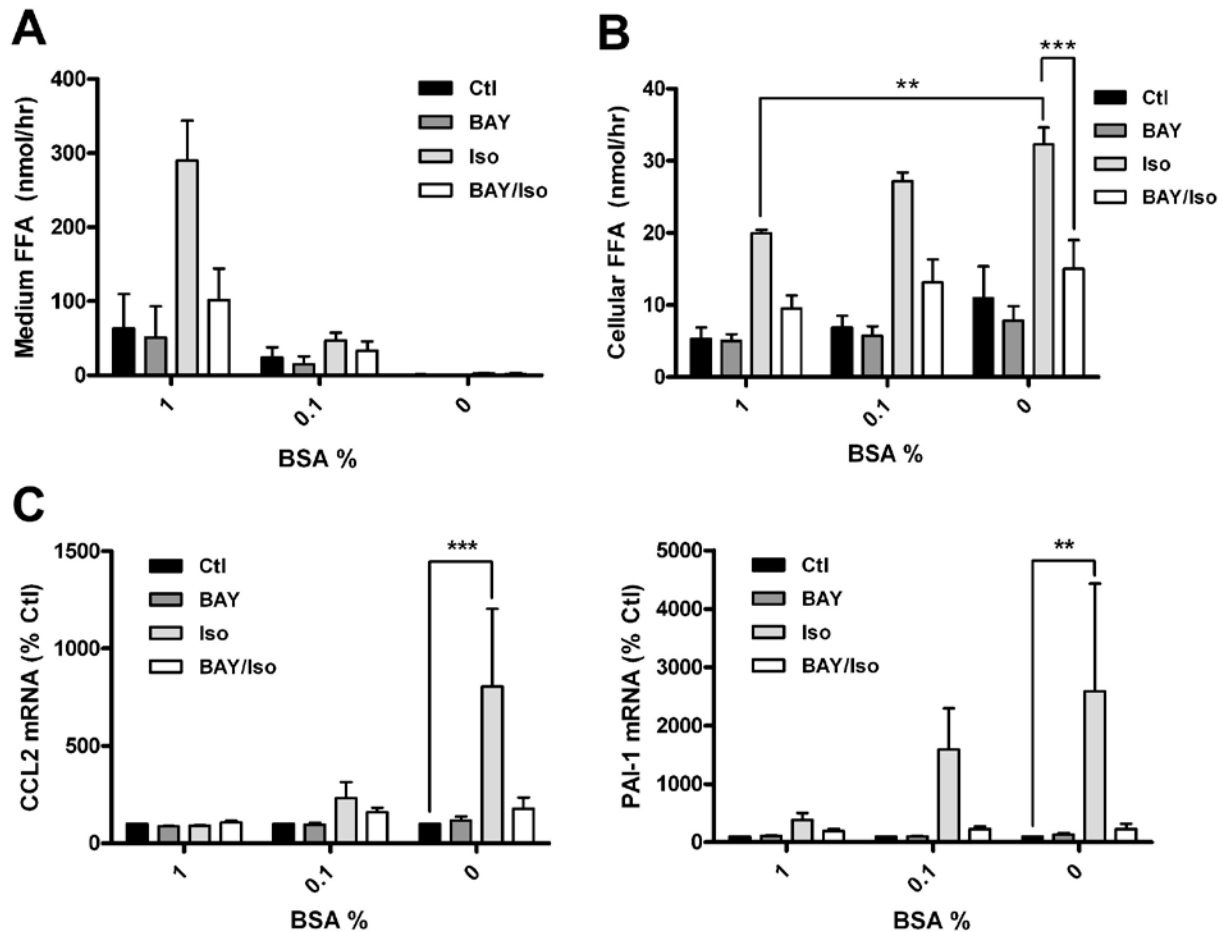 A
Medium FFA (nmol/hr)
400
300
200
100
0
Ctl
BAY
Iso
BAY/Iso
1
0.1
0
BSA %
B
Cellular FFA (nmol/hr)
40
30
20
10
0
**
***
Ctl
BAY
Iso
BAY/Iso
1
0.1
0
BSA %
C
CCL2 mRNA (% Ctl)
1500
1000
500
0
Ctl
BAY
Iso
BAY/Iso
***
1
0.1
0
BSA %
PAI-1 mRNA (% Ctl)
5000
4000
3000
2000
1000
0
Ctl
BAY
Iso
BAY/Iso
**
1
0.1
0
BSA %